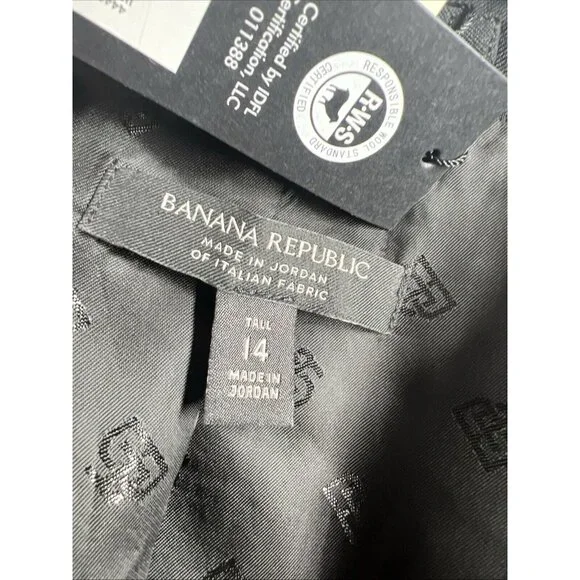 Certified by IDFL
Certification, LLC
011388
RESPONSIBLE WOOL STANDARD
CERTIFIED
R•W•S
BANANA REPUBLIC
MADE IN JORDAN
OF ITALIAN FABRIC
TALL
14
MADE IN
JORDAN